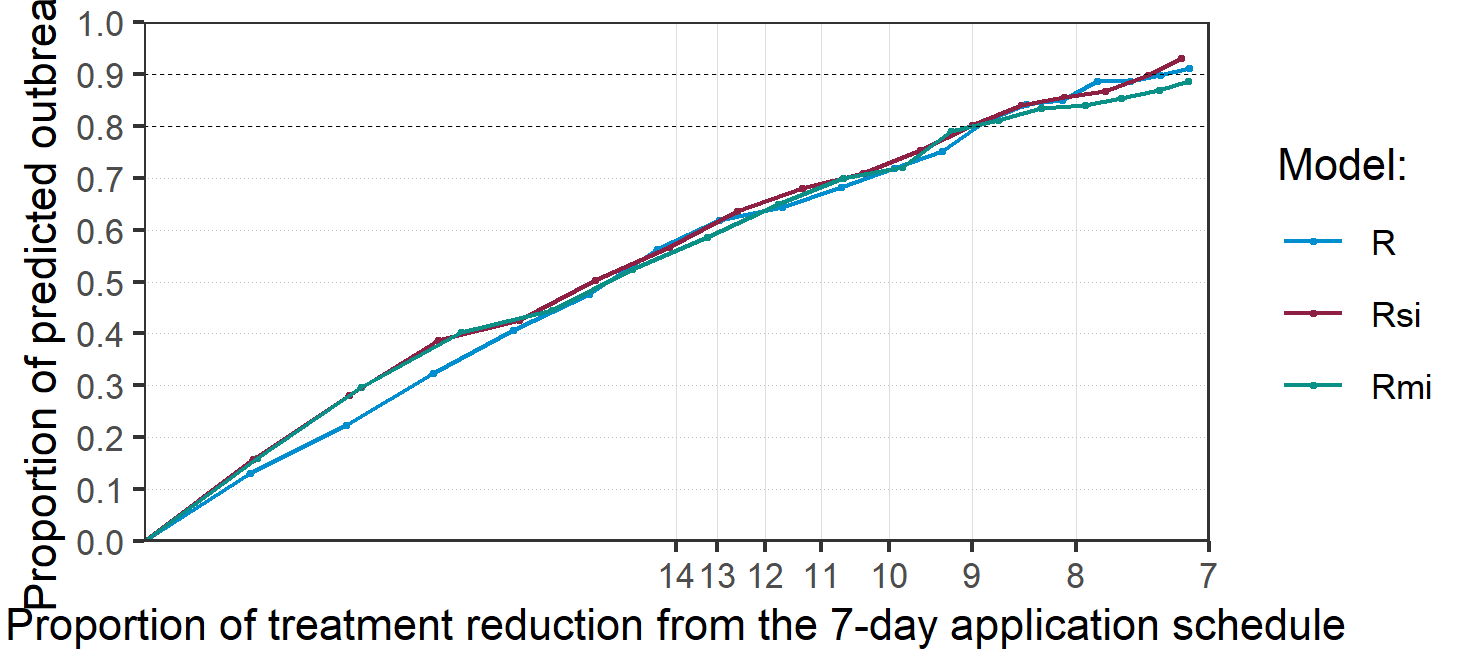 Proportion of predicted outbrea
1.0
0.9
0.8
0.7
0.6
0.5
0.4
0.3
0.2
0.1
0.0
14 13 12 11 10 9 8 7
Proportion of treatment reduction from the 7-day application schedule
Model:
R
Rsi
Rmi